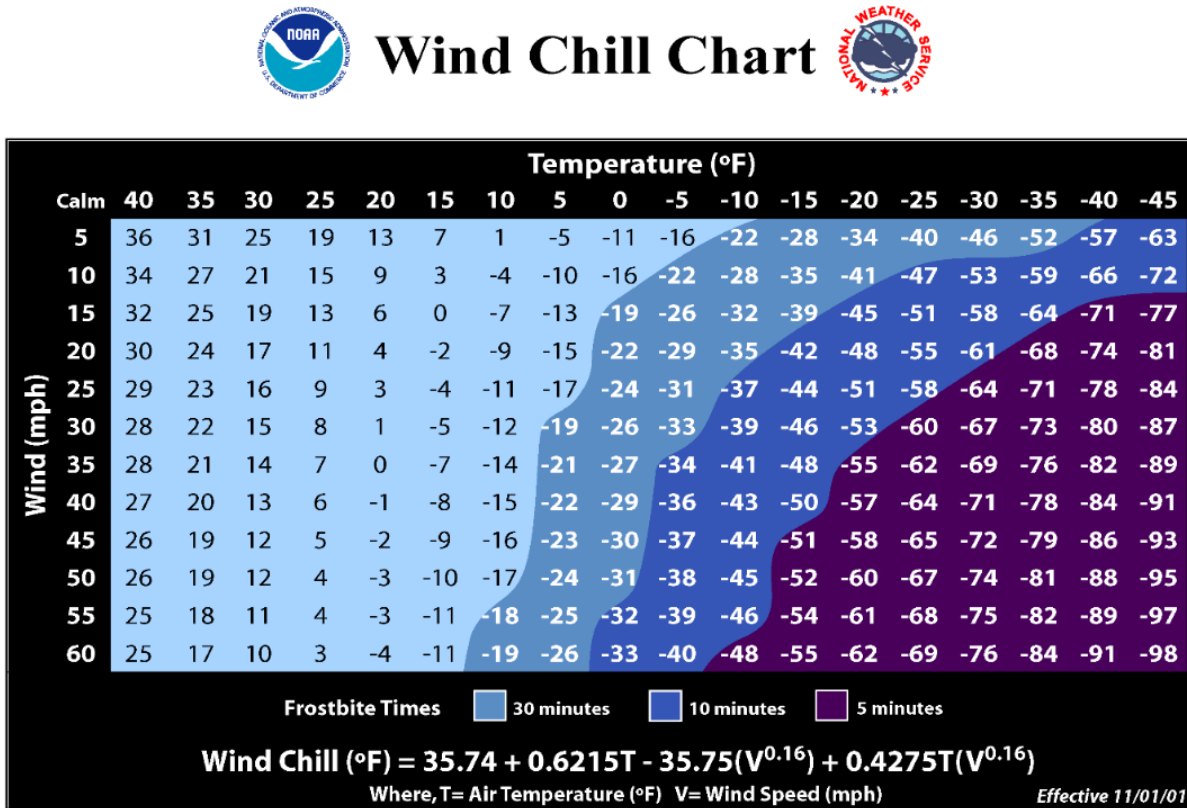 NATIONAL OCEANIC AND ATMOSPHERIC ADMINISTRATION
NOAA
U.S. DEPARTMENT OF COMMERCE
Wind Chill Chart
NATIONAL WEATHER SERVICE
Temperature (ºF)
Calm 40 35 30 25 20 15 10 5 0 -5 -10 -15 -20 -25 -30 -35 -40 -45
Wind (mph)
5 36 31 25 19 13 7 1 -5 -11 -16 -22 -28 -34 -40 -46 -52 -57 -63
10 34 27 21 15 9 3 -4 -10 -16 -22 -28 -35 -41 -47 -53 -59 -66 -72
15 32 25 19 13 6 0 -7 -13 -19 -26 -32 -39 -45 -51 -58 -64 -71 -77
20 30 24 17 11 4 -2 -9 -15 -22 -29 -35 -42 -48 -55 -61 -68 -74 -81
25 29 23 16 9 3 -4 -11 -17 -24 -31 -37 -44 -51 -58 -64 -71 -78 -84
30 28 22 15 8 1 -5 -12 -19 -26 -33 -39 -46 -53 -60 -67 -73 -80 -87
35 28 21 14 7 0 -7 -14 -21 -27 -34 -41 -48 -55 -62 -69 -76 -82 -89
40 27 20 13 6 -1 -8 -15 -22 -29 -36 -43 -50 -57 -64 -71 -78 -84 -91
45 26 19 12 5 -2 -9 -16 -23 -30 -37 -44 -51 -58 -65 -72 -79 -86 -93
50 26 19 12 4 -3 -10 -17 -24 -31 -38 -45 -52 -60 -67 -74 -81 -88 -95
55 25 18 11 4 -3 -11 -18 -25 -32 -39 -46 -54 -61 -68 -75 -82 -89 -97
60 25 17 10 3 -4 -11 -19 -26 -33 -40 -48 -55 -62 -69 -76 -84 -91 -98
Frostbite Times 30 minutes 10 minutes 5 minutes
Wind Chill (ºF) = 35.74 + 0.6215T - 35.75(V^0.16) + 0.4275T(V^0.16)
Where, T= Air Temperature (ºF) V= Wind Speed (mph)
Effective 11/01/01